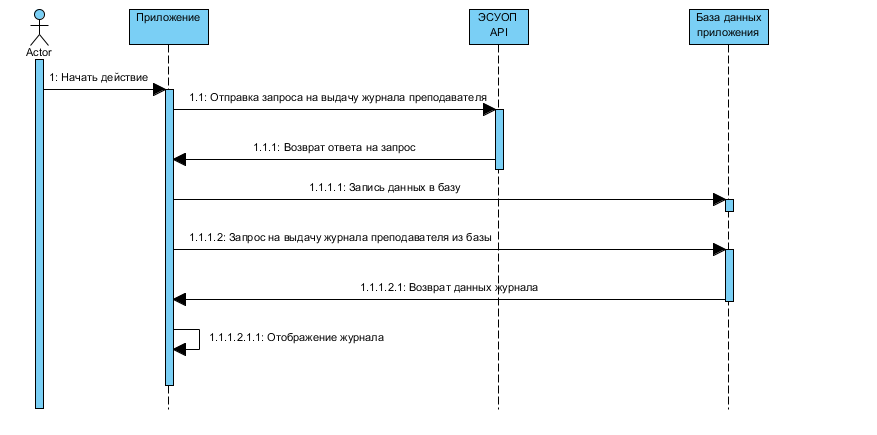 Приложение
ЭСУОП
API
База данных
приложения
Actor
1: Начать действие
1.1: Отправка запроса на выдачу журнала преподавателя
1.1.1: Возврат ответа на запрос
1.1.1.1: Запись данных в базу
1.1.1.2: Запрос на выдачу журнала преподавателя из базы
1.1.1.2.1: Возврат данных журнала
1.1.1.2.1.1: Отображение журнала